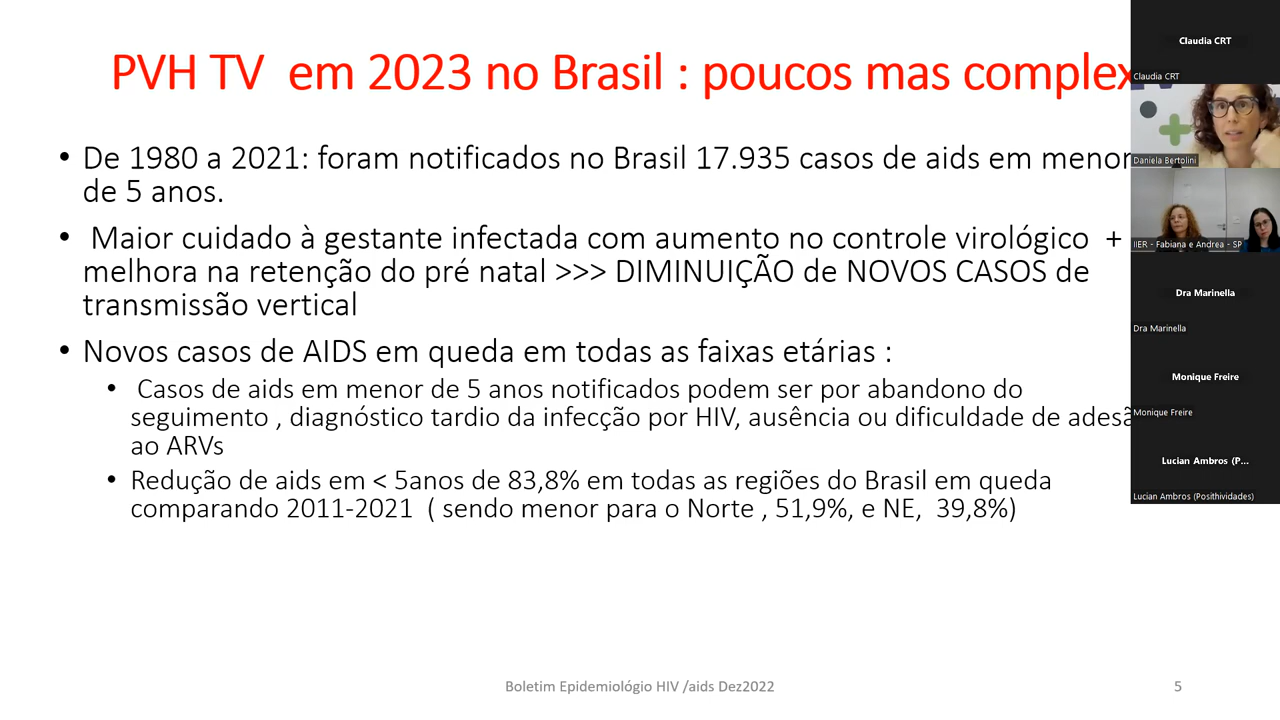 PVH TV em 2023 no Brasil : poucos mas complex
• De 1980 a 2021: foram notificados no Brasil 17.935 casos de aids em menor
de 5 anos.
• Maior cuidado à gestante infectada com aumento no controle virológico +
melhora na retenção do pré natal >>> DIMINUIÇÃO de NOVOS CASOS de
transmissão vertical
• Novos casos de AIDS em queda em todas as faixas etárias :
• Casos de aids em menor de 5 anos notificados podem ser por abandono do
seguimento , diagnóstico tardio da infecção por HIV, ausência ou dificuldade de adesã
ao ARVs
• Redução de aids em < 5anos de 83,8% em todas as regiões do Brasil em queda
comparando 2011-2021 ( sendo menor para o Norte , 51,9%, e NE, 39,8%)
Boletim Epidemiológio HIV /aids Dez2022
5
Claudia CRT
Claudia CRT
Daniela Bertolini
IIER - Fabiana e Andrea - SP
Dra Marinella
Dra Marinella
Monique Freire
Monique Freire
Lucian Ambros (P...
Lucian Ambros (Posithividades)